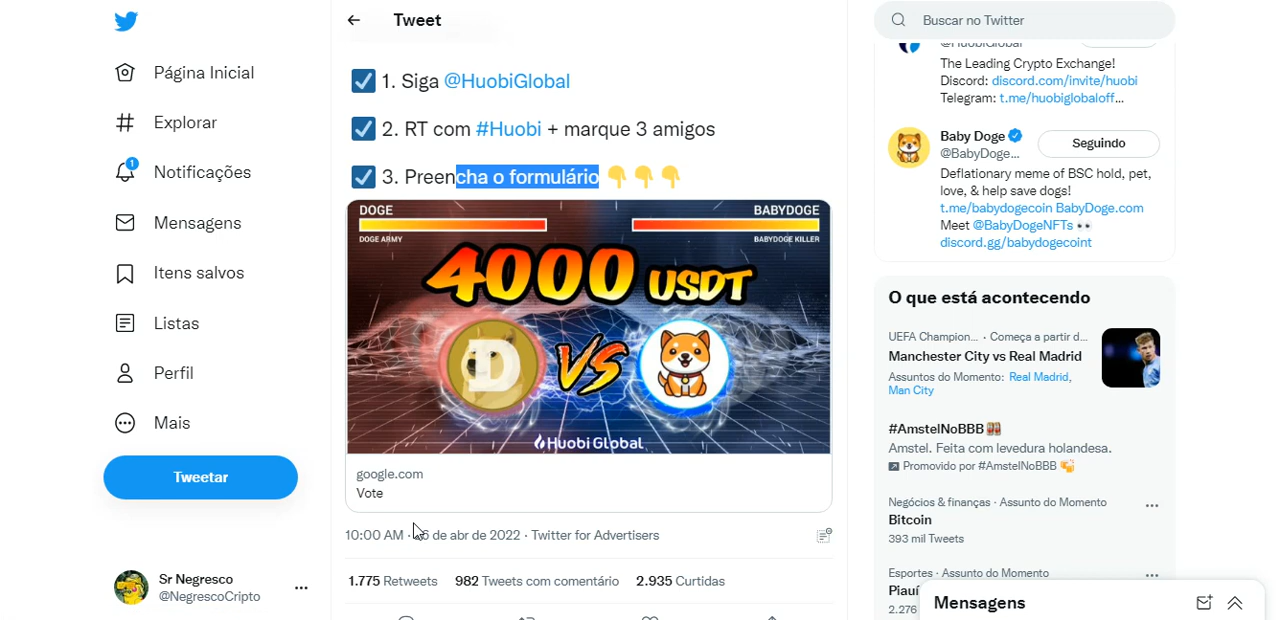 Tweet
1. Siga @HuobiGlobal
2. RT com #Huobi + marque 3 amigos
3. Preencha o formulário
DOGE
BABYDOGE
DOGE ARMY
BABYDOGE KILLER
4000 USDT
D
VS
Huobi Global
google.com
Vote
10:00 AM · 6 de abr de 2022 · Twitter for Advertisers
1.775 Retweets 982 Tweets com comentário 2.935 Curtidas
Página Inicial
Explorar
1
Notificações
Mensagens
Itens salvos
Listas
Perfil
Mais
Tweetar
Sr Negresco
@NegrescoCripto
Buscar no Twitter
@HuobiGlobal
The Leading Crypto Exchange!
Discord: discord.com/invite/huobi
Telegram: t.me/huobiglobaloff...
Baby Doge
@BabyDoge...
Seguindo
Deflationary meme of BSC hold, pet,
love, & help save dogs!
t.me/babydogecoin BabyDoge.com
Meet @BabyDogeNFTs
discord.gg/babydogecoint
O que está acontecendo
UEFA Champion... · Começa a partir d...
Manchester City vs Real Madrid
Assuntos do Momento: Real Madrid,
Man City
#AmstelNoBBB
Amstel. Feita com levedura holandesa.
Promovido por #AmstelNoBBB
Negócios & finanças · Assunto do Momento
Bitcoin
393 mil Tweets
Esportes · Assunto do Momento
Piauí
2.276
Mensagens